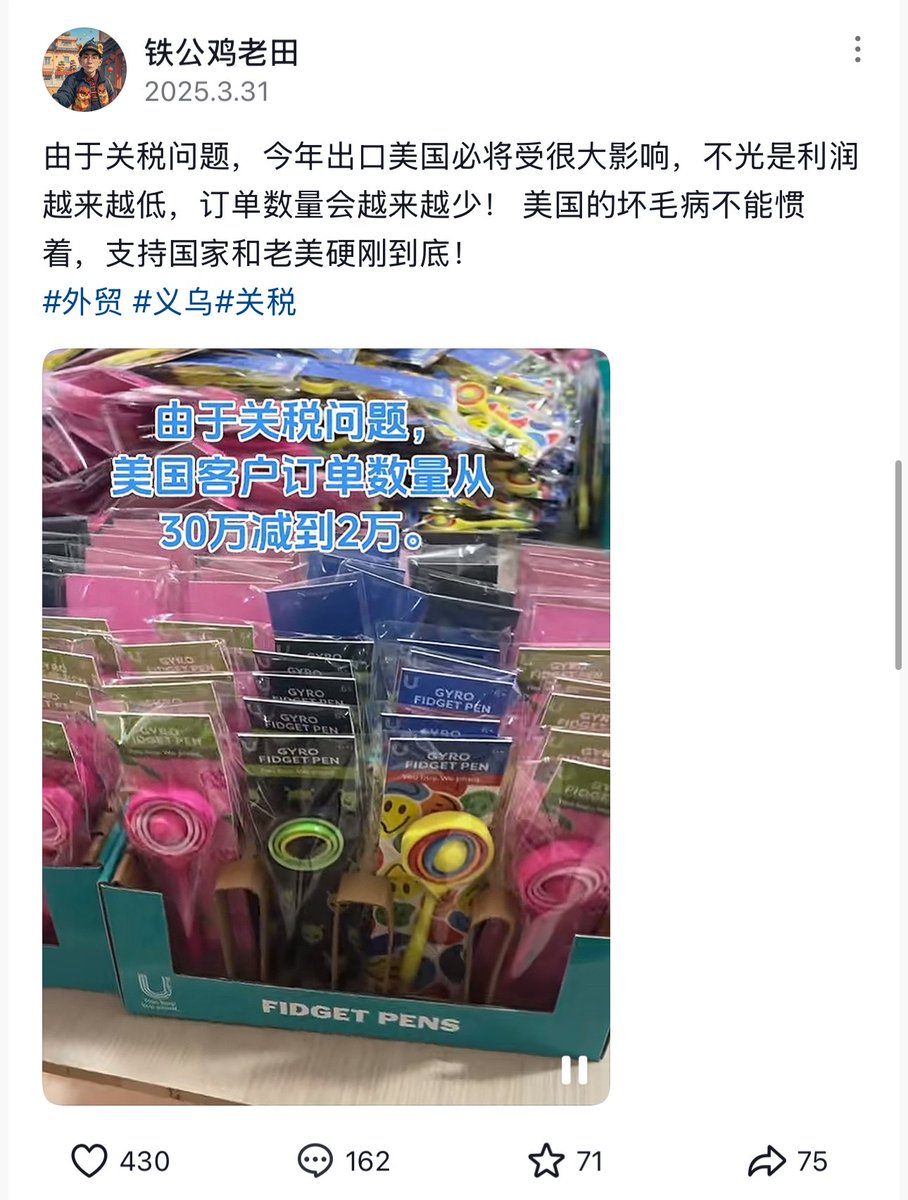 铁公鸡老田
2025.3.31
由于关税问题，今年出口美国必将受很大影响，不光是利润
越来越低，订单数量会越来越少！ 美国的坏毛病不能惯
着，支持国家和老美硬刚到底！
#外贸 #义乌#关税
由于关税问题，
美国客户订单数量从
30万减到2万。
GYRO
FIDGET PEN
GYRO
GYRO
GYRO
FIDGET PEN
GYRO
FIDGET PEN
GYRO
FIDGET PEN
GYRO
FIDGET PEN
FIDGET PENS
430
162
71
75